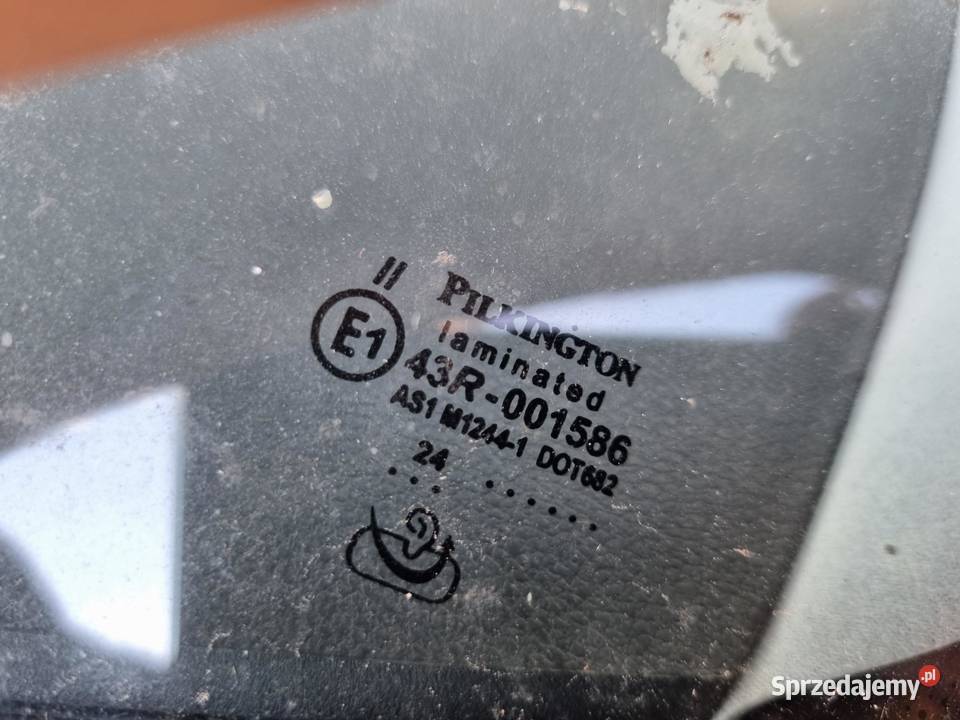 II
PILKINGTON
laminated
E1
43R-001586
AS1 M1244-1 DOT682
24
.. . . ......
Sprzedajemy.pl